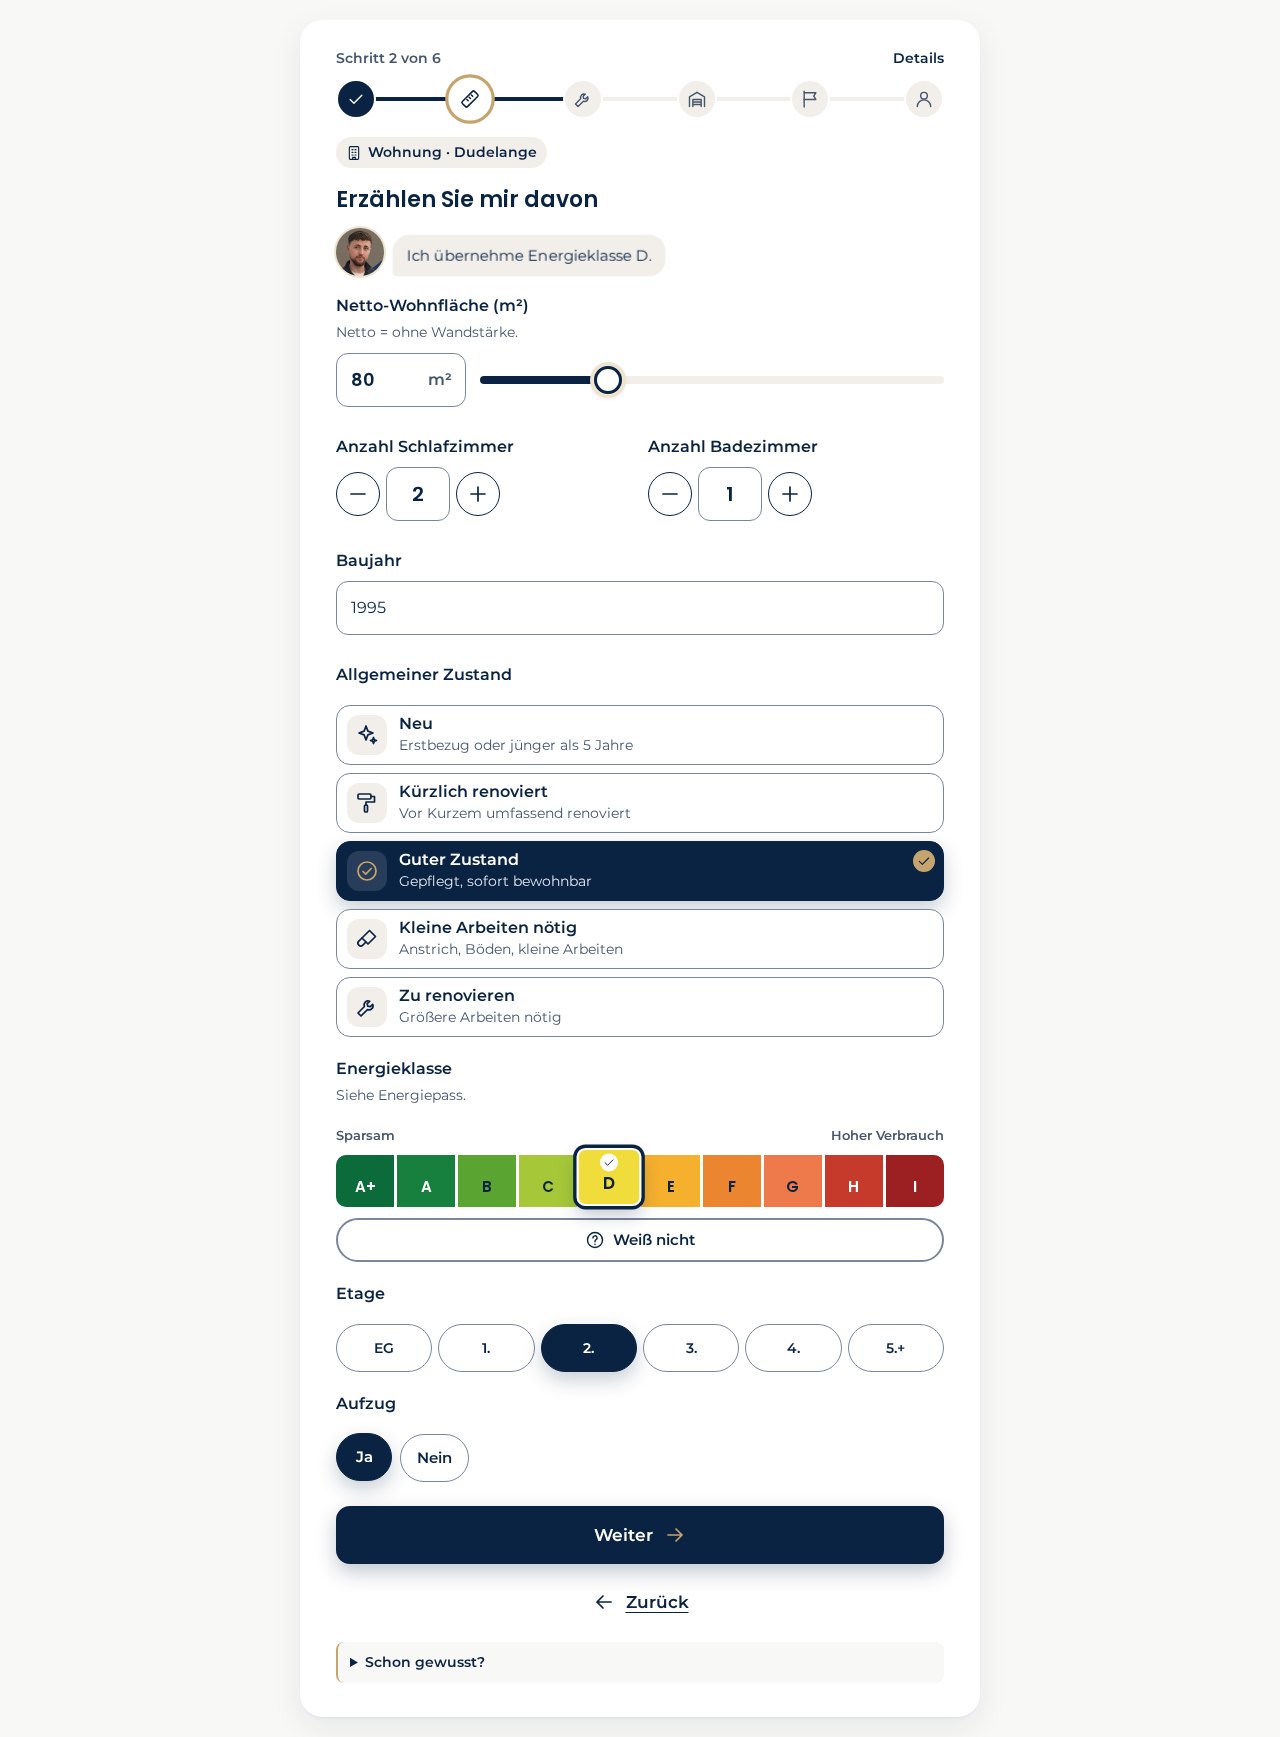 Schritt 2 von 6
Details
Wohnung · Dudelange
Erzählen Sie mir davon
Ich übernehme Energieklasse D.
Netto-Wohnfläche (m²)
Netto = ohne Wandstärke.
80 m²
Anzahl Schlafzimmer
Anzahl Badezimmer
2
1
Baujahr
1995
Allgemeiner Zustand
Neu
Erstbezug oder jünger als 5 Jahre
Kürzlich renoviert
Vor Kurzem umfassend renoviert
Guter Zustand
Gepflegt, sofort bewohnbar
Kleine Arbeiten nötig
Anstrich, Böden, kleine Arbeiten
Zu renovieren
Größere Arbeiten nötig
Energieklasse
Siehe Energiepass.
Sparsam
Hoher Verbrauch
A+ A B C D E F G H I
Weiß nicht
Etage
EG 1. 2. 3. 4. 5.+
Aufzug
Ja Nein
Weiter
Zurück
Schon gewusst?